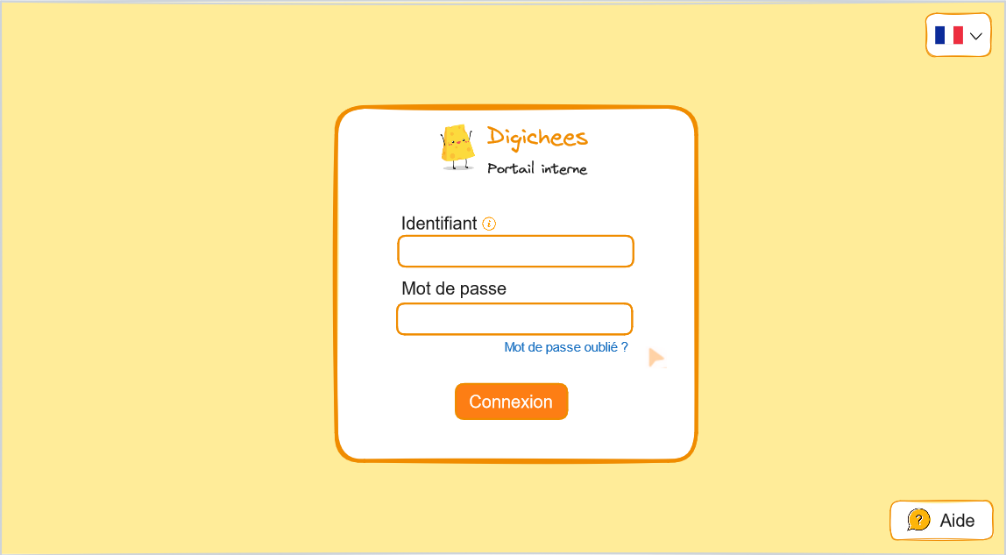 Digichees
Portail interne
Identifiant
Mot de passe
Mot de passe oublié ?
Connexion
? Aide